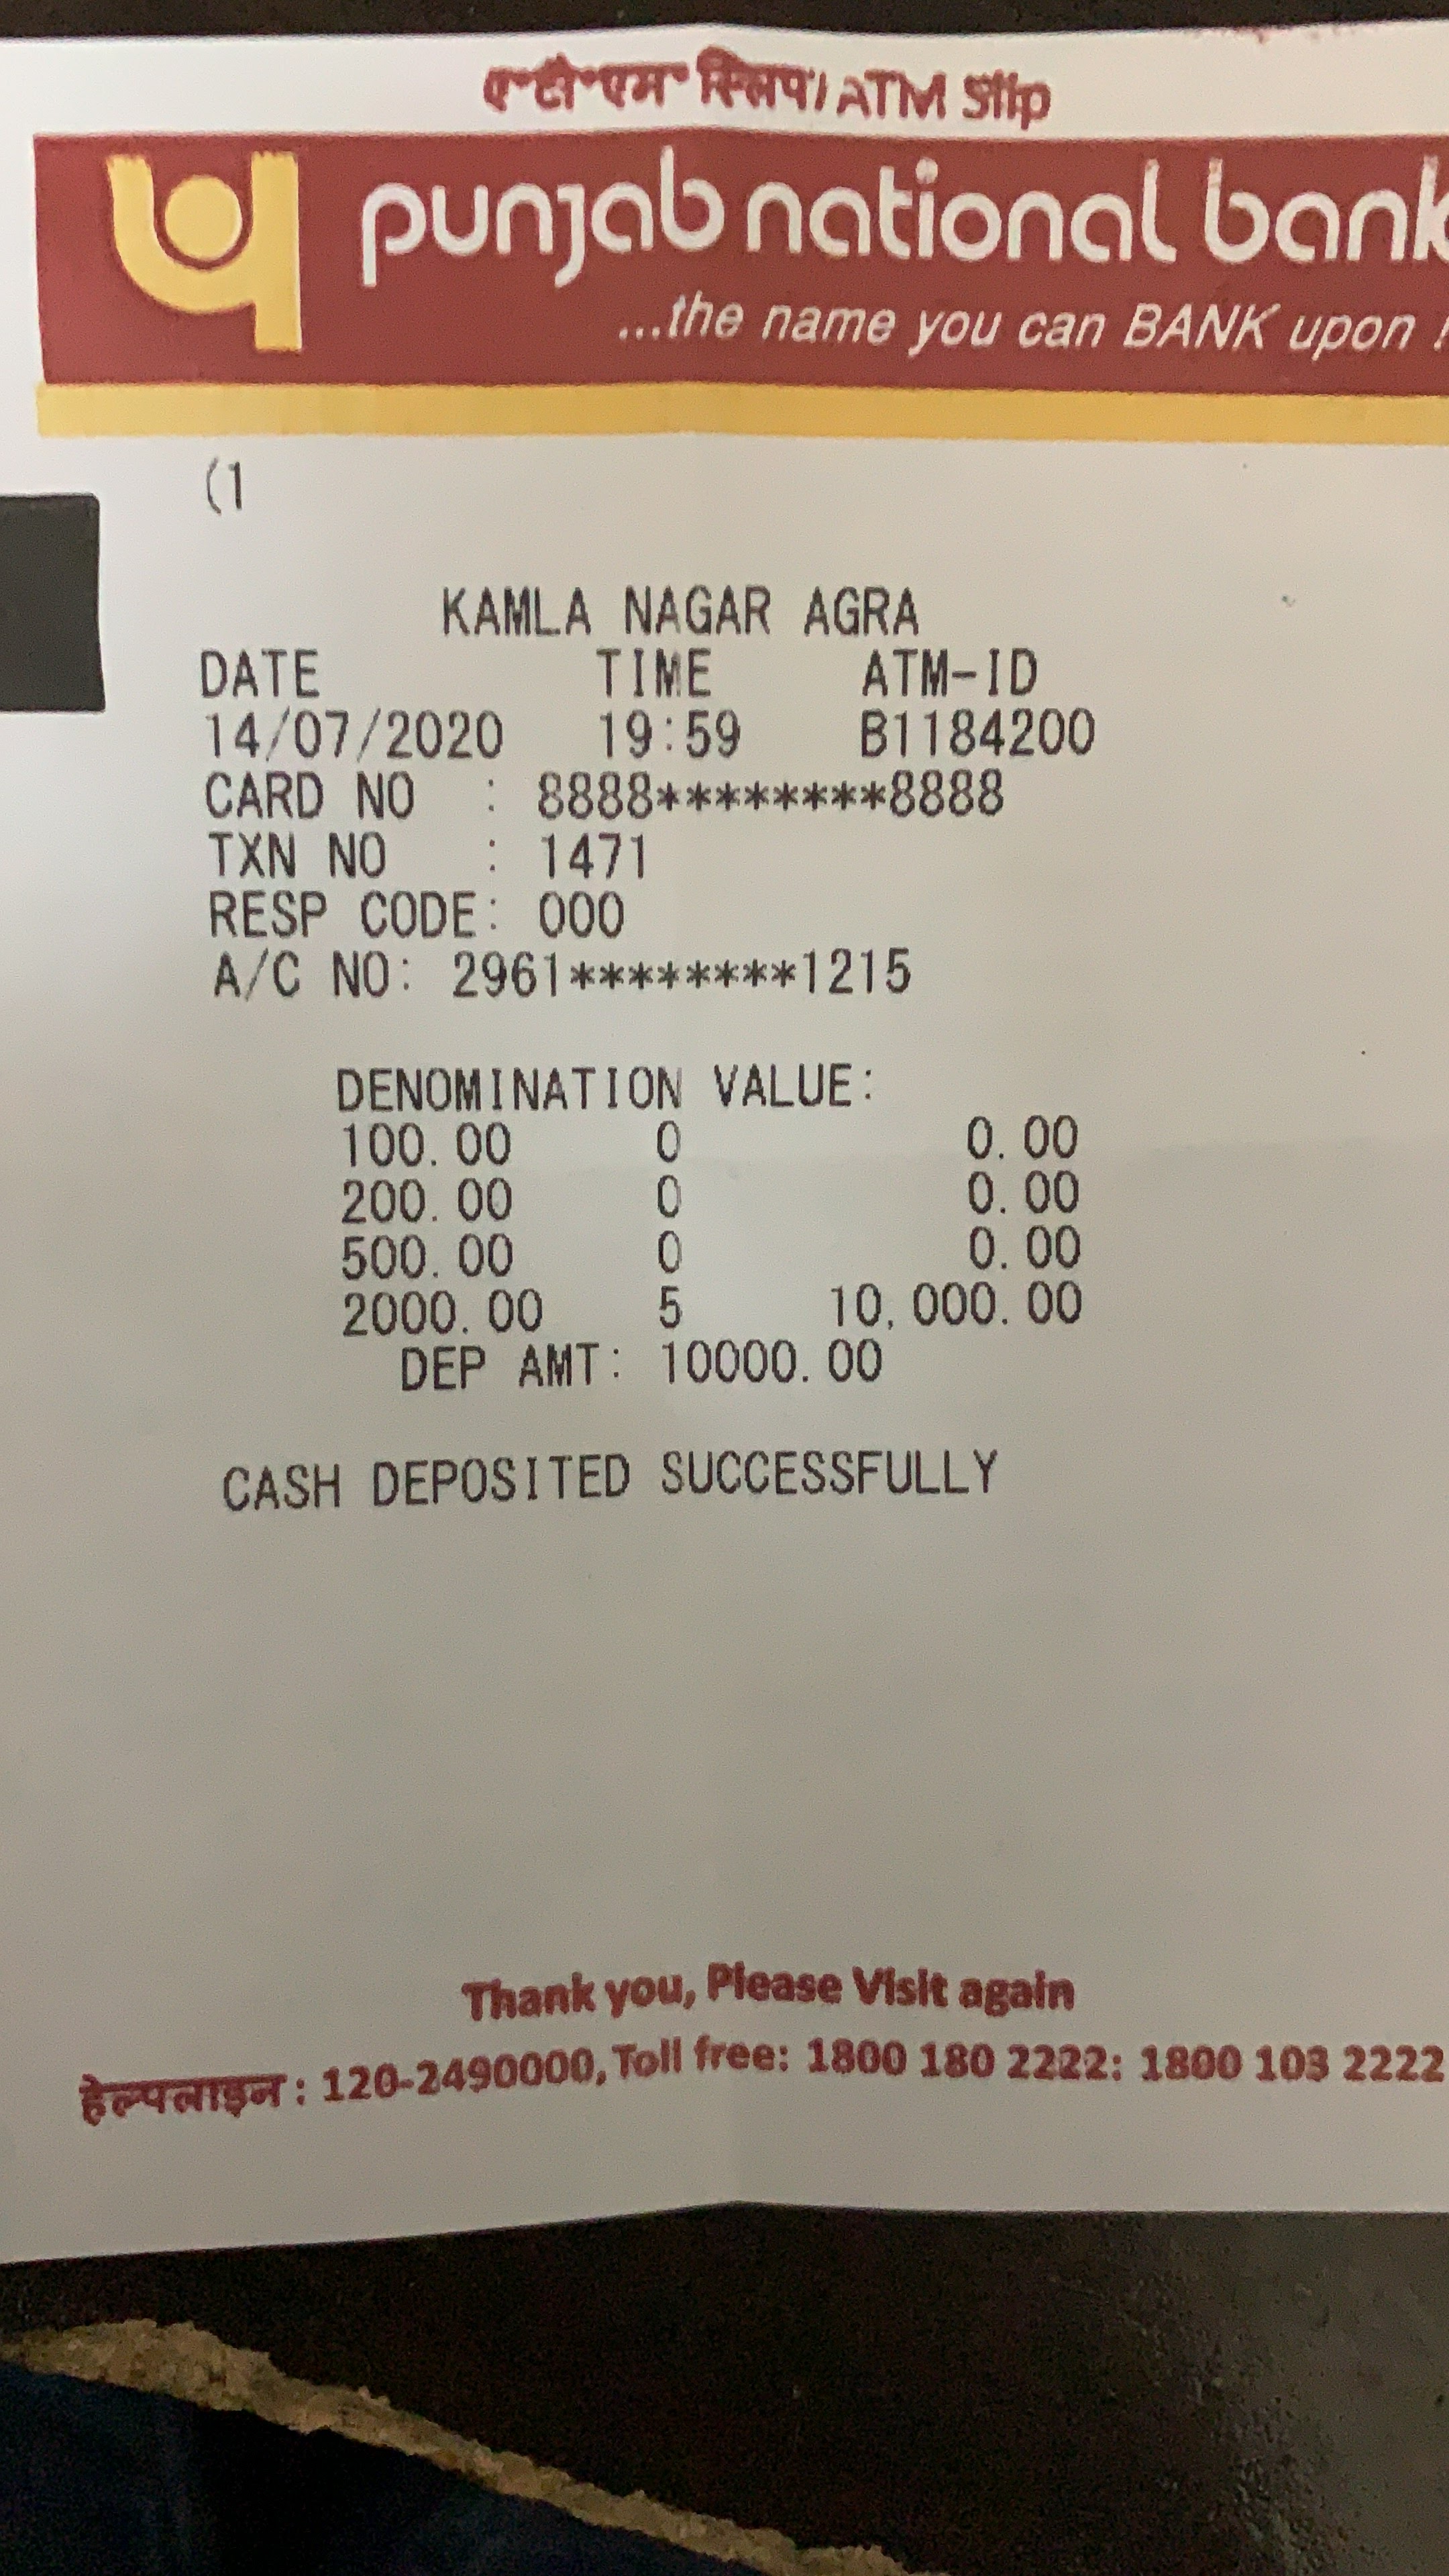 ए॰टी॰एम॰ स्लिप/ATM Slip
punjab national bank
...the name you can BANK upon !
(1
KAMLA NAGAR AGRA
DATE TIME ATM-ID
14/07/2020 19:59 B1184200
CARD NO : 8888********8888
TXN NO : 1471
RESP CODE: 000
A/C NO: 2961********1215
DENOMINATION VALUE:
100.00 0 0.00
200.00 0 0.00
500.00 0 0.00
2000.00 5 10,000.00
DEP AMT: 10000.00
CASH DEPOSITED SUCCESSFULLY
Thank you, Please Visit again
हेल्पलाइन : 120-2490000, Toll free: 1800 180 2222: 1800 103 2222